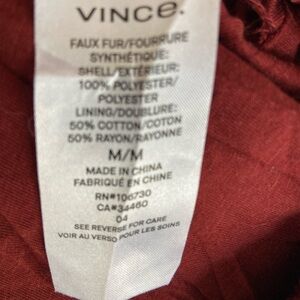 VINCE.
FAUX FUR/FOURRURE
SYNTHÉTIQUE:
SHELL/EXTÉRIEUR:
100% POLYESTER/
POLYESTER
LINING/DOUBLURE:
50% COTTON/COTON
50% RAYON/RAYONNE
M/M
MADE IN CHINA
FABRIQUÉ EN CHINE
RN#106730
CA#34460
04
SEE REVERSE FOR CARE
VOIR AU VERSO POUR LES SOINS